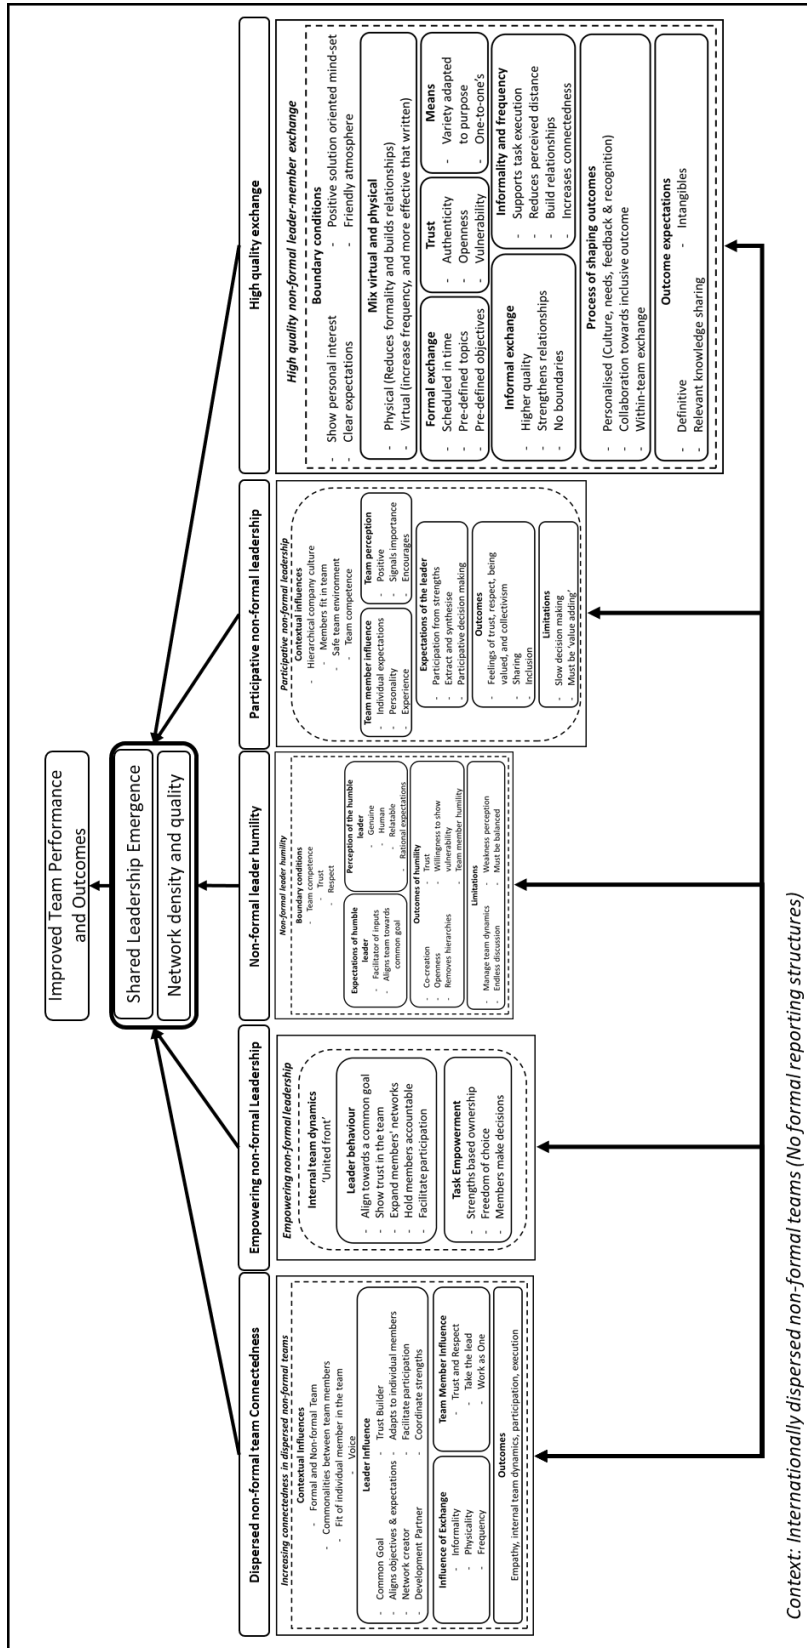 Improved Team Performance
and Outcomes
Shared Leadership Emergence
Network density and quality
Dispersed non-formal team Connectedness
Increasing connectedness in dispersed non-formal teams
Contextual Influences
- Formal and Non-formal Team
- Commonalities between team members
- Fit of individual member in the team
- Voice
Leader Influence
- Common Goal
- Aligns objectives & expectations
- Network creator
- Development Partner
- Trust Builder
- Adapts to individual members
- Facilitate participation
- Coordinate strengths
Influence of Exchange
- Informality
- Physicality
- Frequency
Team Member Influence
- Trust and Respect
- Take the lead
- Work as One
Outcomes
Empathy, internal team dynamics, participation, execution
Empowering non-formal Leadership
Empowering non-formal leadership
Internal team dynamics
'United front'
Leader behaviour
- Align towards a common goal
- Show trust in the team
- Expand members' networks
- Hold members accountable
- Facilitate participation
Task Empowerment
- Strengths based ownership
- Freedom of choice
- Members make decisions
Non-formal leader humility
Non-formal leader humility
Boundary conditions
- Team competence
- Trust
- Respect
Expectations of humble
leader
- Facilitator of inputs
- Aligns team towards
common goal
Perception of the humble
leader
- Genuine
- Human
- Relatable
- Rational expectations
Outcomes of humility
- Co-creation
- Openness
- Removes hierarchies
- Trust
- Willingness to show
vulnerability
- Team member humility
Limitations
- Manage team dynamics
- Endless discussion
- Weakness perception
- Must be balanced
Participative non-formal leadership
Participative non-formal leadership
Contextual influences
- Hierarchical company culture
- Members fit in team
- Safe team environment
- Team competence
Team member influence
- Individual expectations
- Personality
- Experience
Team perception
- Positive
- Signals importance
- Encourages
Expectations of the leader
- Participation from strengths
- Extract and synthesise
- Participative decision making
Outcomes
- Feelings of trust, respect, being
valued, and collectivism
- Sharing
- Inclusion
Limitations
- Slow decision making
- Must be 'value adding'
High quality exchange
High quality non-formal leader-member exchange
Boundary conditions
- Show personal interest
- Clear expectations
- Positive solution oriented mind-set
- Friendly atmosphere
Mix virtual and physical
- Physical (Reduces formality and builds relationships)
- Virtual (increase frequency, and more effective that written)
Formal exchange
- Scheduled in time
- Pre-defined topics
- Pre-defined objectives
Trust
- Authenticity
- Openness
- Vulnerability
Means
- Variety adapted
to purpose
- One-to-one's
Informal exchange
- Higher quality
- Strengthens relationships
- No boundaries
Informality and frequency
- Supports task execution
- Reduces perceived distance
- Build relationships
- Increases connectedness
Process of shaping outcomes
- Personalised (Culture, needs, feedback & recognition)
- Collaboration towards inclusive outcome
- Within-team exchange
Outcome expectations
- Definitive
- Relevant knowledge sharing
- Intangibles
Context: Internationally dispersed non-formal teams (No formal reporting structures)